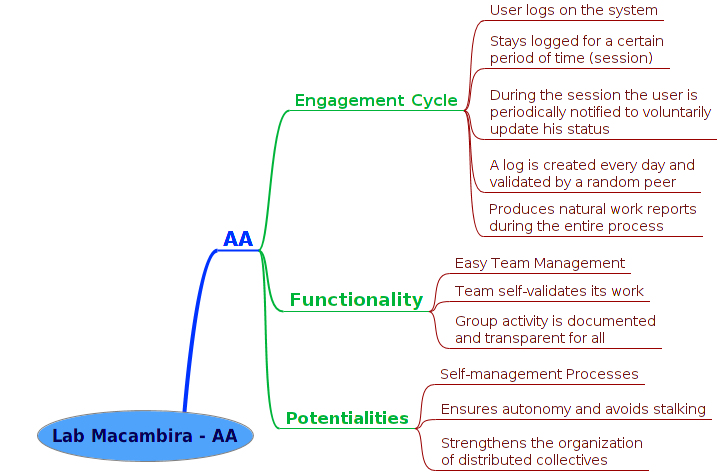 User logs on the system
Stays logged for a certain
period of time (session)
Engagement Cycle
During the session the user is
periodically notified to voluntarily
update his status
A log is created every day and
validated by a random peer
Produces natural work reports
during the entire process
AA
Easy Team Management
Functionality
Team self-validates its work
Group activity is documented
and transparent for all
Self-management Processes
Potentialities
Ensures autonomy and avoids stalking
Strengthens the organization
of distributed collectives
Lab Macambira - AA